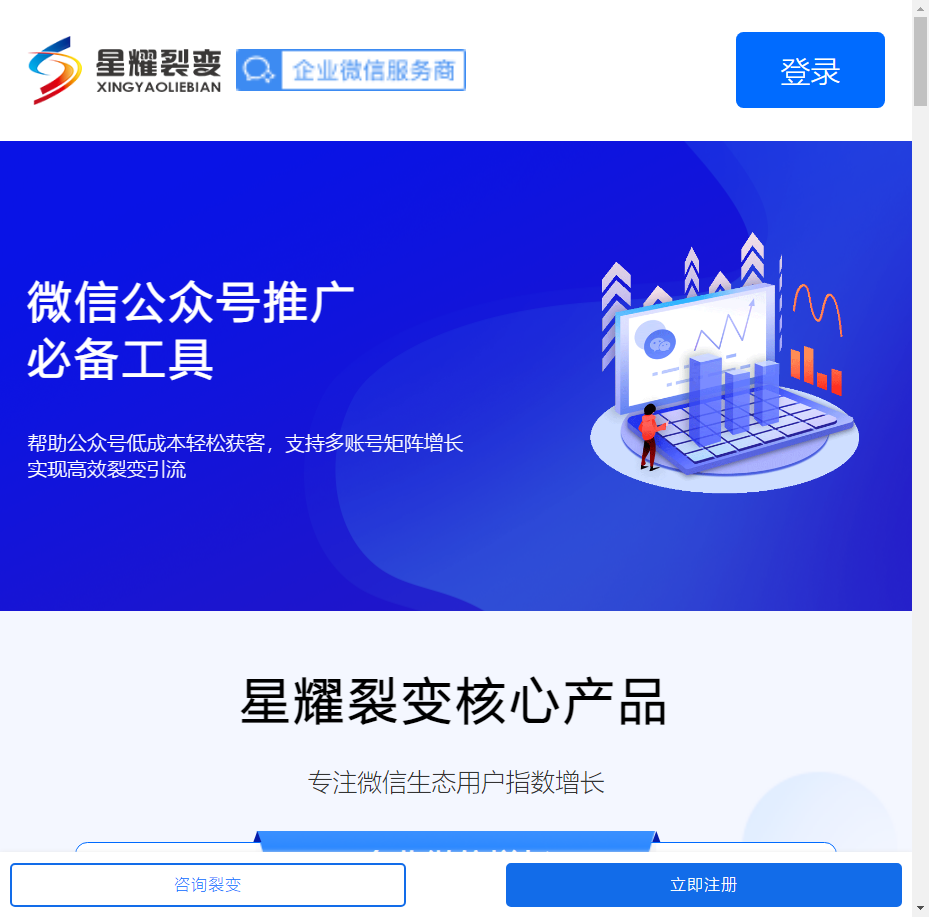 星耀裂变
XINGYAOLIEBIAN
企业微信服务商
登录
微信公众号推广
必备工具
帮助公众号低成本轻松获客，支持多账号矩阵增长
实现高效裂变引流
星耀裂变核心产品
专注微信生态用户指数增长
咨询裂变
立即注册